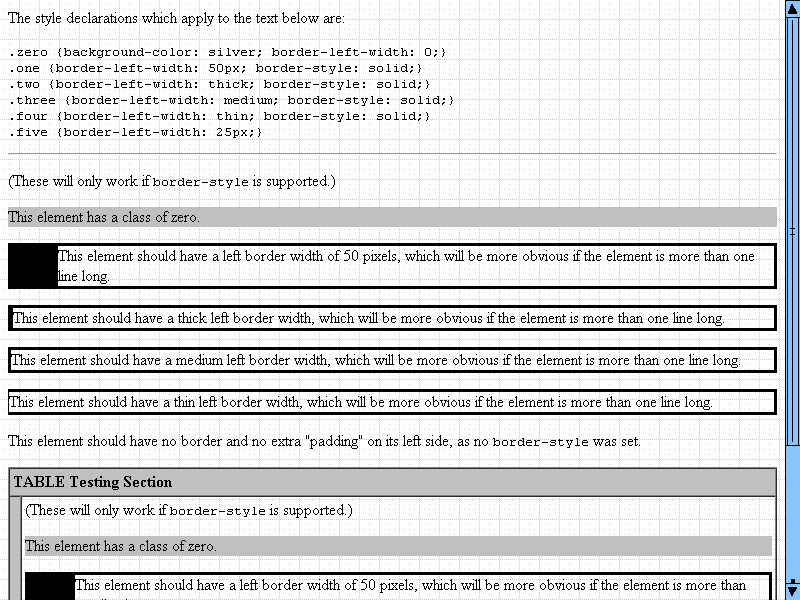 The style declarations which apply to the text below are:
.zero {background-color: silver; border-left-width: 0;}
.one {border-left-width: 50px; border-style: solid;}
.two {border-left-width: thick; border-style: solid;}
.three {border-left-width: medium; border-style: solid;}
.four {border-left-width: thin; border-style: solid;}
.five {border-left-width: 25px;}
(These will only work if border-style is supported.)
This element has a class of zero.
This element should have a left border width of 50 pixels, which will be more obvious if the element is more than one
line long.
This element should have a thick left border width, which will be more obvious if the element is more than one line long.
This element should have a medium left border width, which will be more obvious if the element is more than one line long.
This element should have a thin left border width, which will be more obvious if the element is more than one line long.
This element should have no border and no extra "padding" on its left side, as no border-style was set.
TABLE Testing Section
(These will only work if border-style is supported.)
This element has a class of zero.
This element should have a left border width of 50 pixels, which will be more obvious if the element is more than